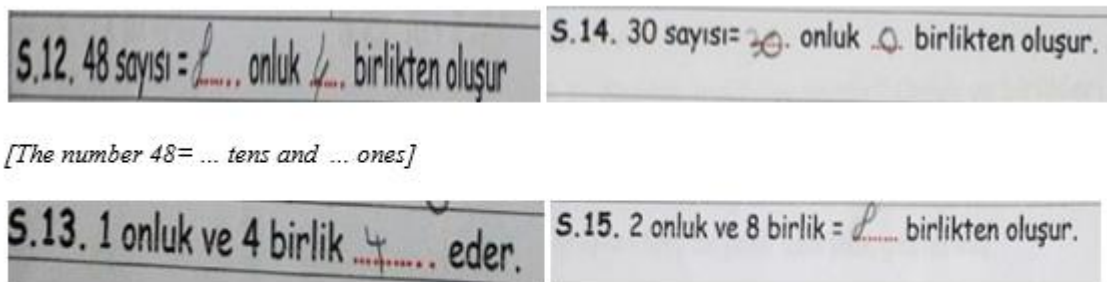 S.12. 48 sayısı = 8 onluk 4 birlikten oluşur
S.14. 30 sayısı= 30 onluk 0 birlikten oluşur.
[The number 48= ... tens and ... ones]
S.13. 1 onluk ve 4 birlik 4 eder.
S.15. 2 onluk ve 8 birlik = 8 birlikten oluşur.